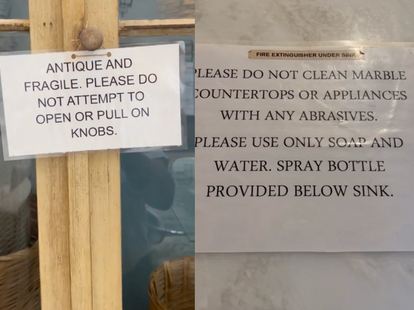 ANTIQUE AND
FRAGILE. PLEASE DO
NOT ATTEMPT TO
OPEN OR PULL ON
KNOBS.
FIRE EXTINGUISHER UNDER SINK
PLEASE DO NOT CLEAN MARBLE
COUNTERTOPS OR APPLIANCES
WITH ANY ABRASIVES.
PLEASE USE ONLY SOAP AND
WATER. SPRAY BOTTLE
PROVIDED BELOW SINK.